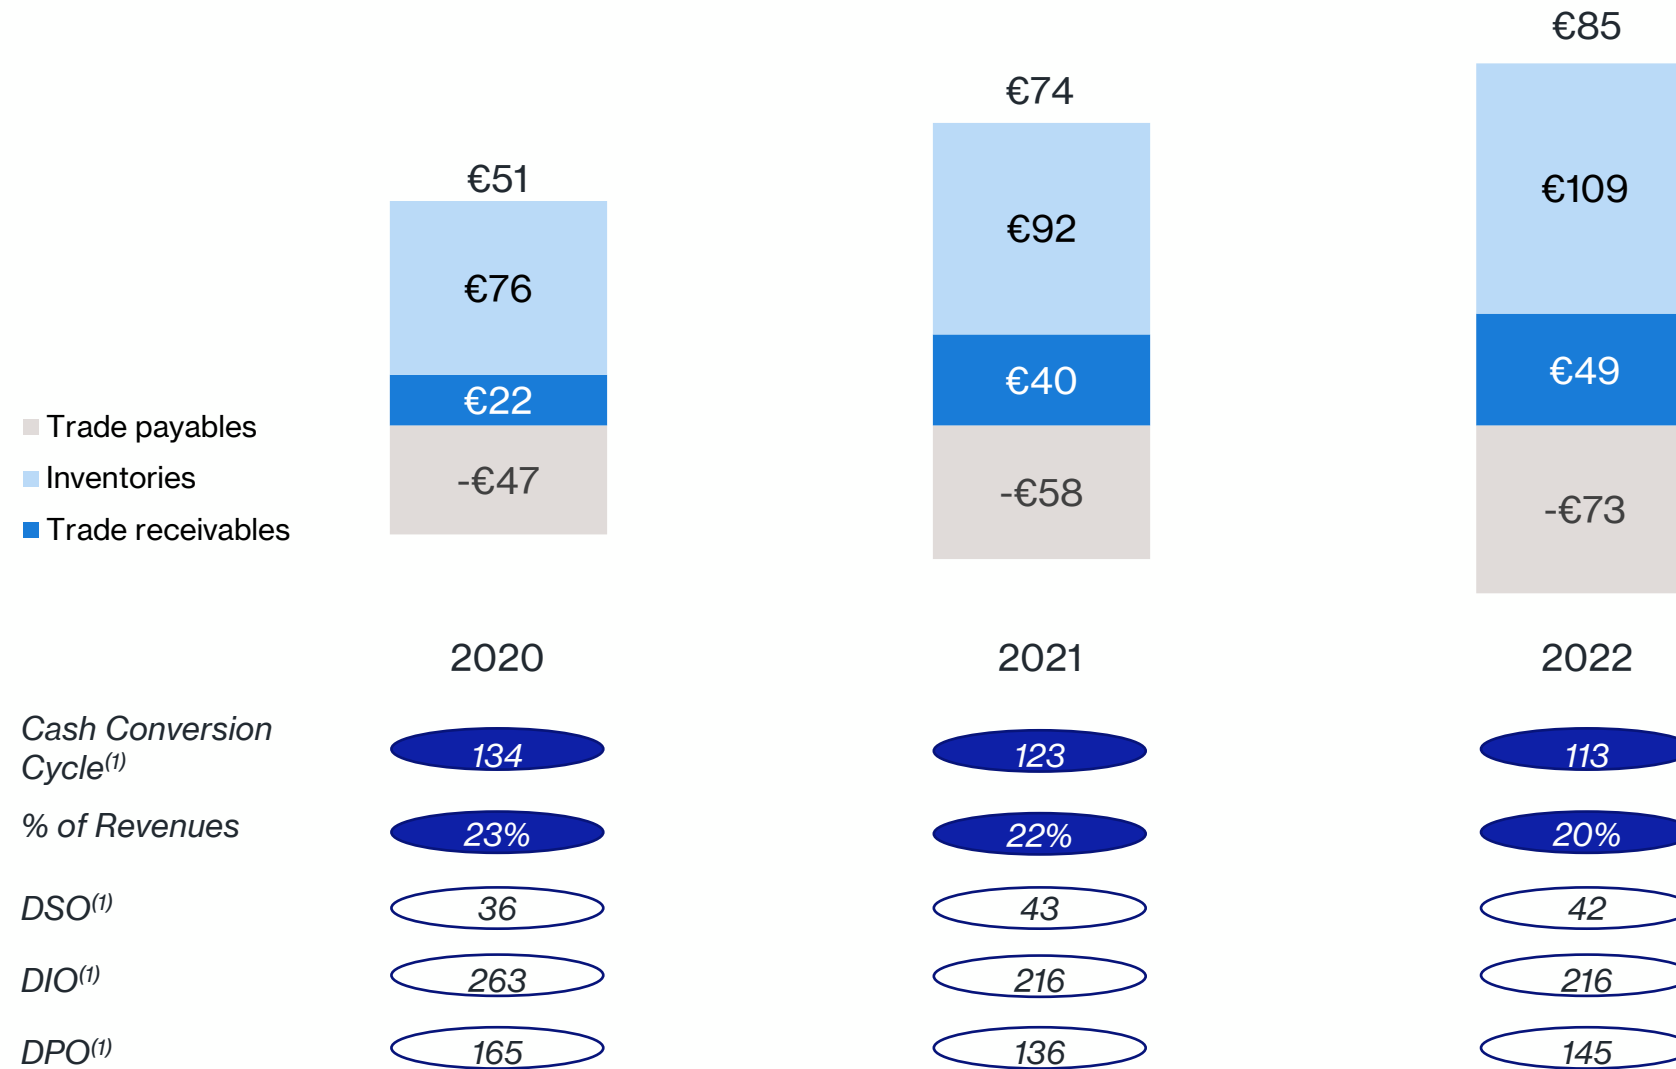 €85
€74
€51
€109
€92
€76
€49
€40
€22
Trade payables
-€47
-€58
-€73
Inventories
Trade receivables
2020 2021 2022
Cash Conversion
Cycle(1) 134 123 113
% of Revenues 23% 22% 20%
DSO(1) 36 43 42
DIO(1) 263 216 216
DPO(1) 165 136 145